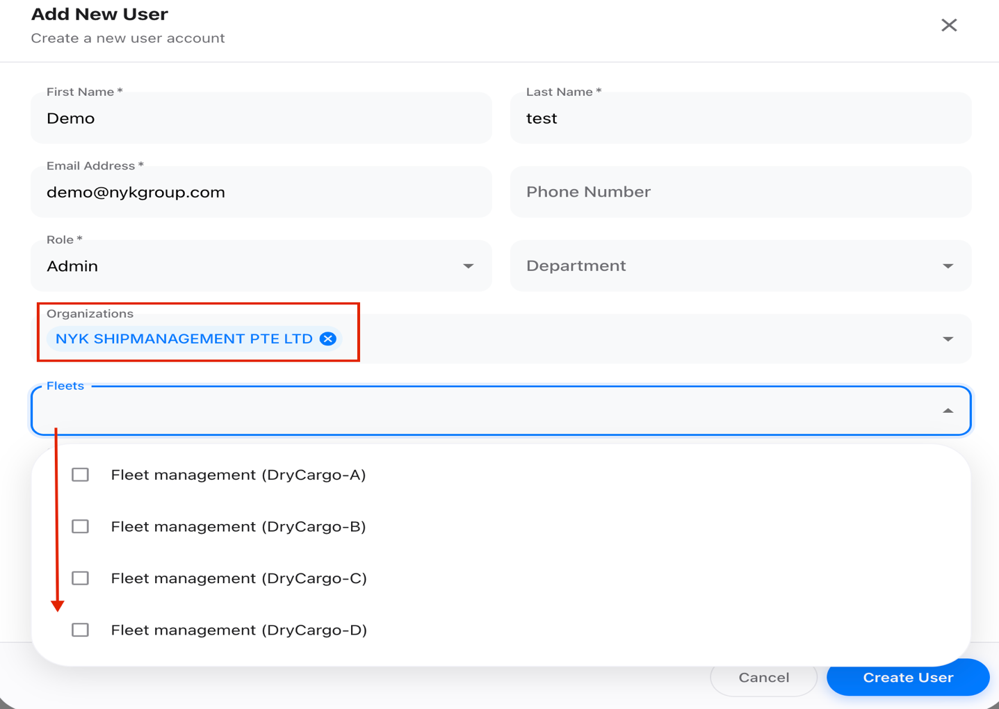 Add New User
Create a new user account
First Name *
Demo
Last Name *
test
Email Address *
demo@nykgroup.com
Phone Number
Role *
Admin
Department
Organizations
NYK SHIPMANAGEMENT PTE LTD
Fleets
Fleet management (DryCargo-A)
Fleet management (DryCargo-B)
Fleet management (DryCargo-C)
Fleet management (DryCargo-D)
Cancel
Create User